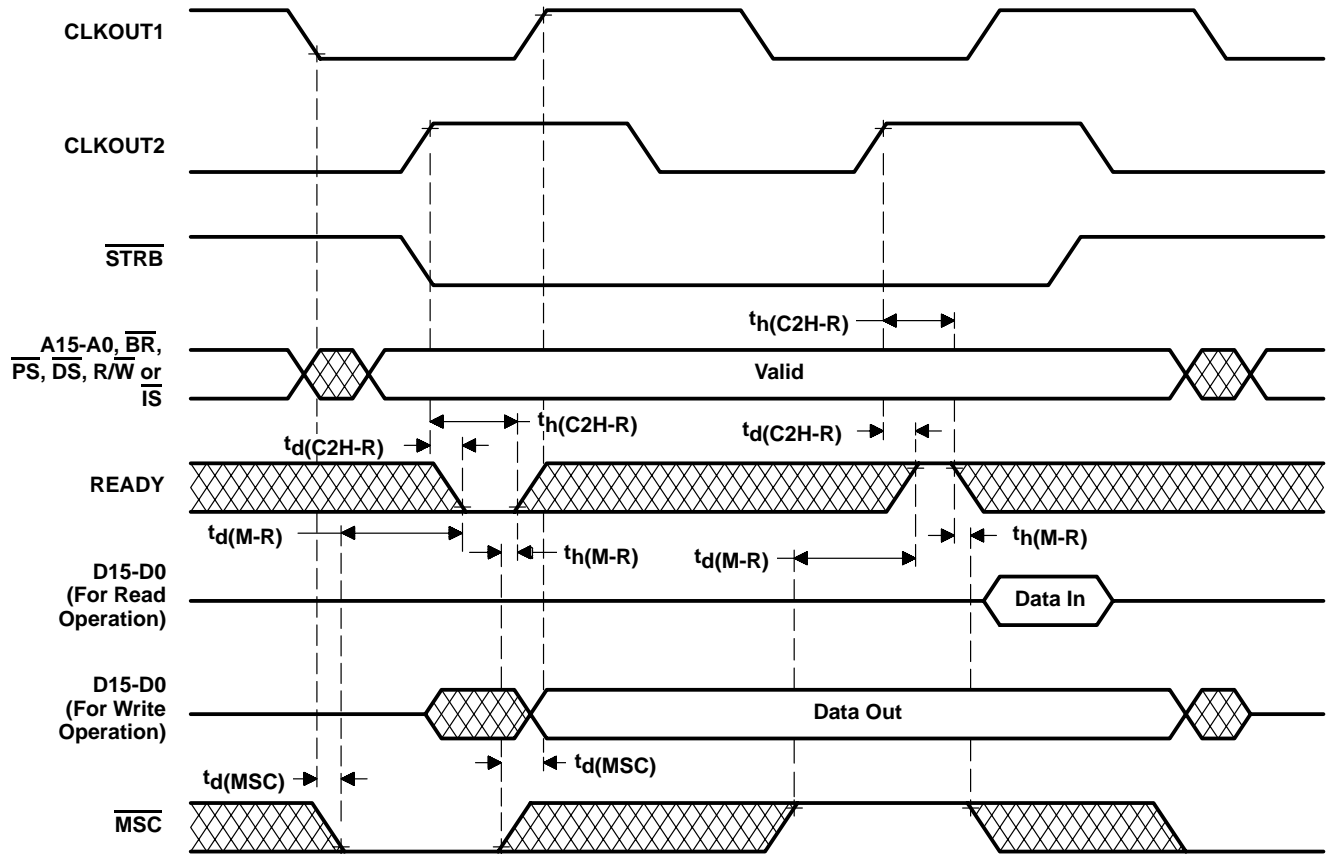 CLKOUT1
CLKOUT2
STRB
th(C2H-R)
A15-A0, BR,
PS, DS, R/W or
IS
Valid
th(C2H-R)
td(C2H-R)
td(C2H-R)
READY
td(M-R)
th(M-R)
td(M-R)
th(M-R)
D15-D0
(For Read
Operation)
Data In
D15-D0
(For Write
Operation)
Data Out
td(MSC)
td(MSC)
MSC